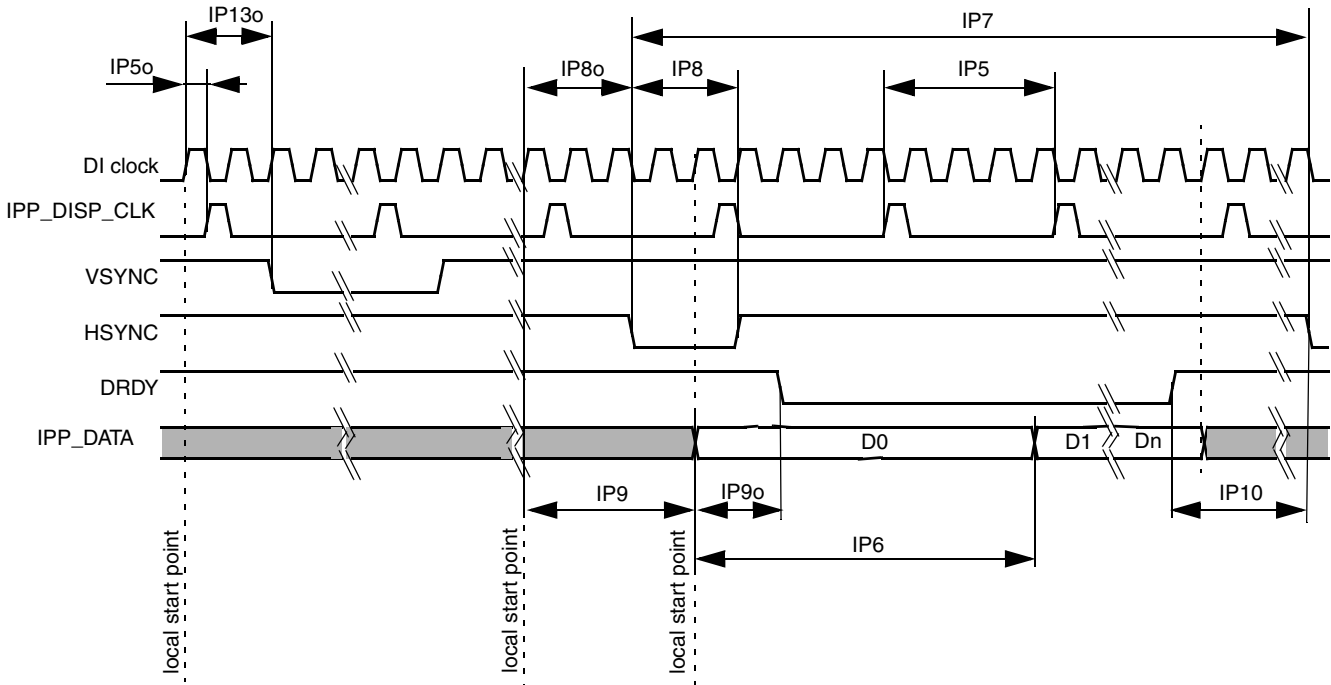 IP13o
IP7
IP5o
IP8o
IP8
IP5
DI clock
IPP_DISP_CLK
VSYNC
HSYNC
DRDY
IPP_DATA
D0
D1
Dn
IP9
IP9o
IP10
IP6
local start point
local start point
local start point